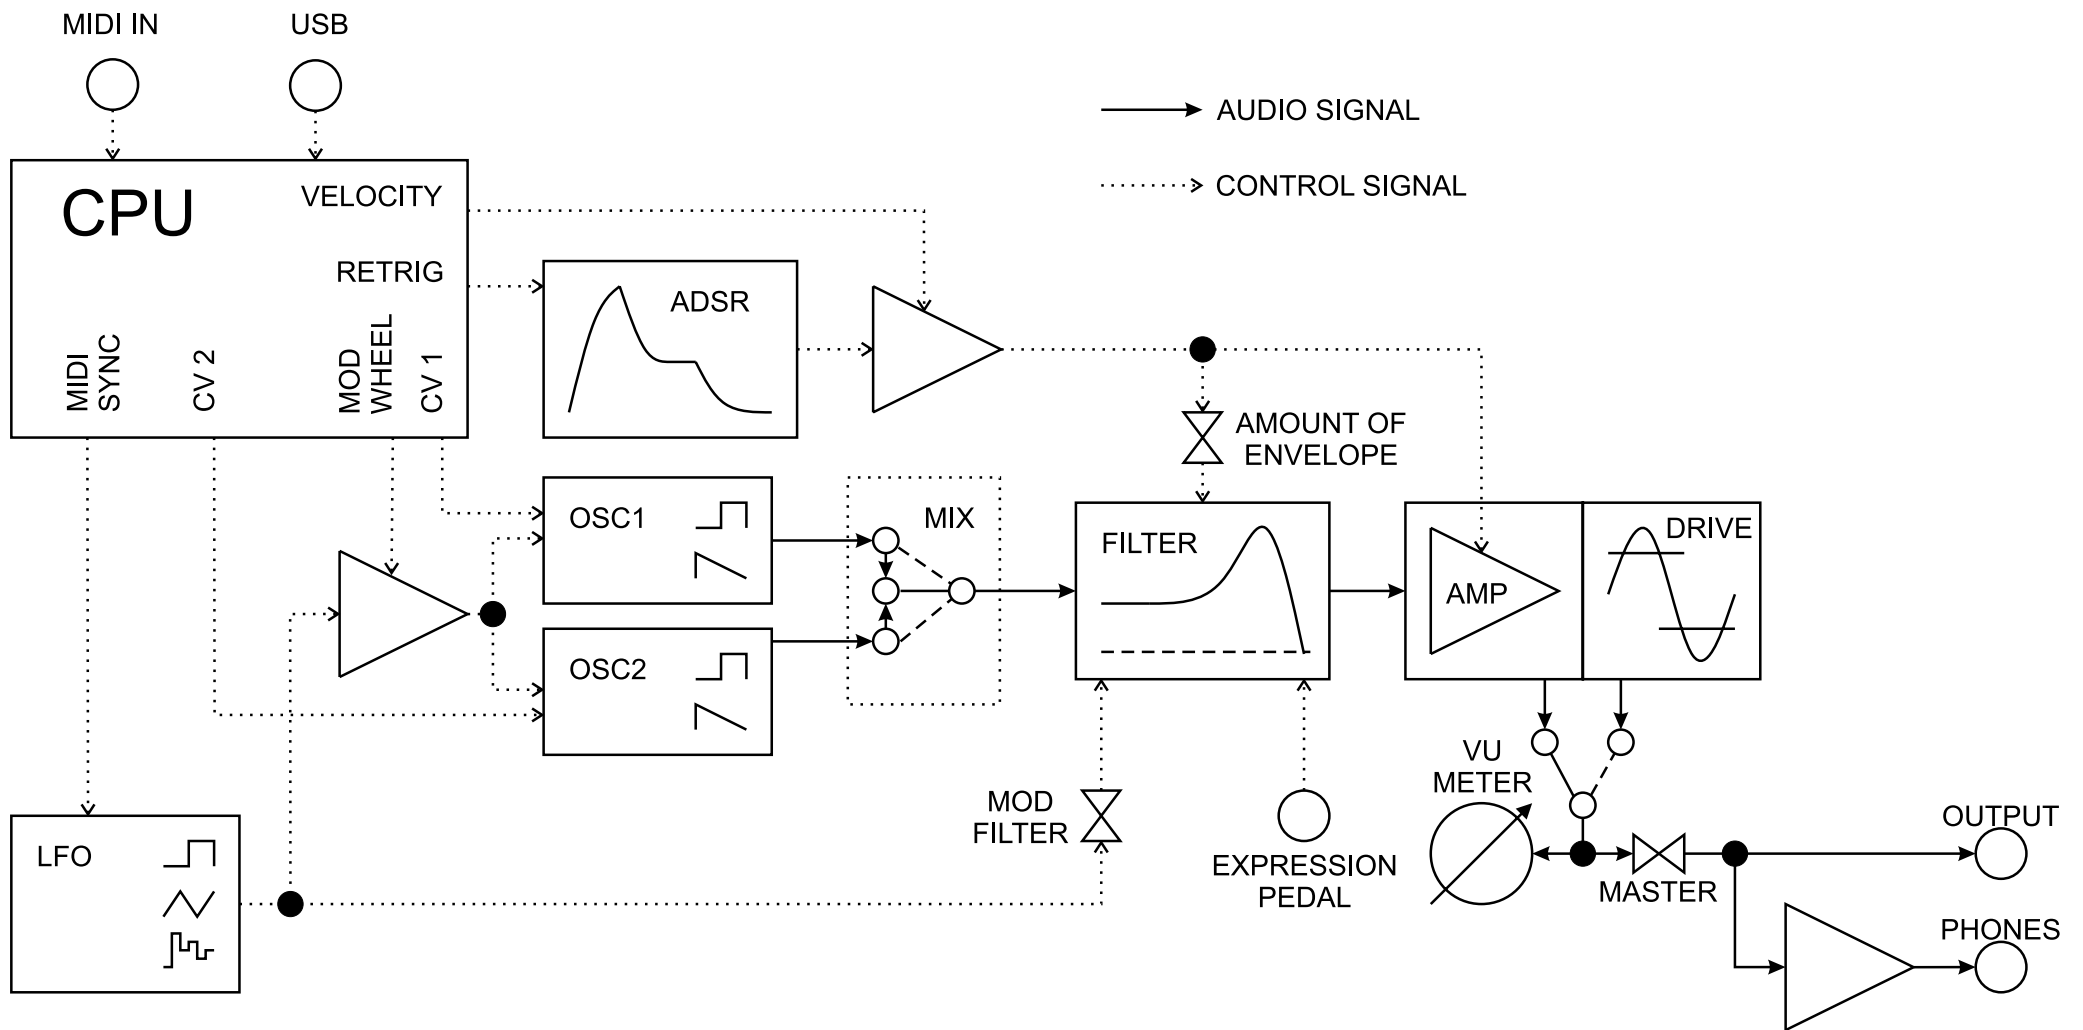 MIDI IN
USB
AUDIO SIGNAL
CONTROL SIGNAL
CPU
VELOCITY
RETRIG
MIDI
SYNC
CV 2
MOD
WHEEL
CV 1
ADSR
AMOUNT OF
ENVELOPE
OSC1
MIX
FILTER
AMP
DRIVE
OSC2
VU
METER
MOD
FILTER
EXPRESSION
PEDAL
LFO
MASTER
OUTPUT
PHONES